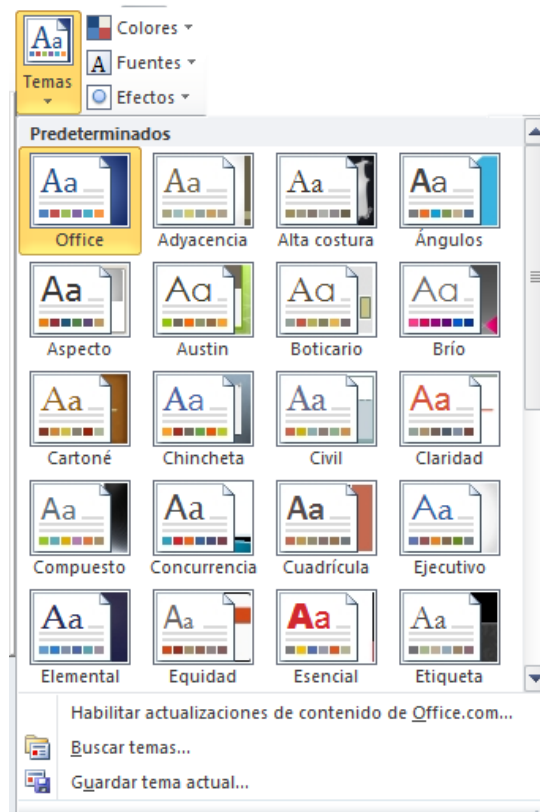 Aa
Temas
Colores
A Fuentes
Efectos
Predeterminados
Aa Aa Aa Aa
Office Adyacencia Alta costura Ángulos
Aa Aa Aa Aa
Aspecto Austin Boticario Brío
Aa Aa Aa Aa
Cartoné Chincheta Civil Claridad
Aa Aa Aa Aa
Compuesto Concurrencia Cuadrícula Ejecutivo
Aa Aa Aa Aa
Elemental Equidad Esencial Etiqueta
Habilitar actualizaciones de contenido de Office.com...
Buscar temas...
Guardar tema actual...